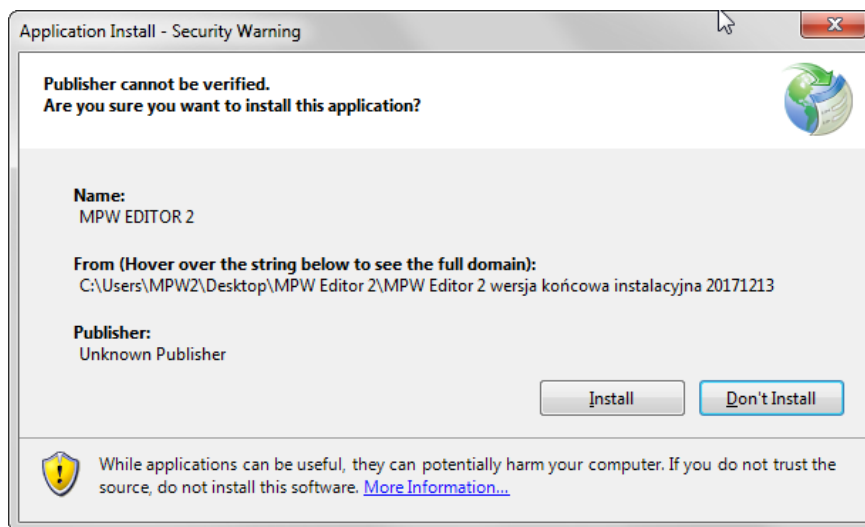 Application Install - Security Warning
Publisher cannot be verified.
Are you sure you want to install this application?
Name:
MPW EDITOR 2
From (Hover over the string below to see the full domain):
C:\Users\MPW2\Desktop\MPW Editor 2\MPW Editor 2 wersja końcowa instalacyjna 20171213
Publisher:
Unknown Publisher
Install Don't Install
While applications can be useful, they can potentially harm your computer. If you do not trust the
source, do not install this software. More Information...